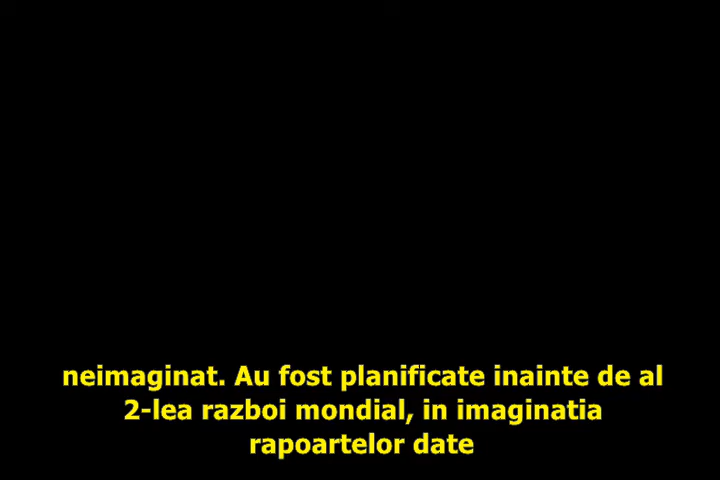 neimaginat. Au fost planificate inainte de al
2-lea razboi mondial, in imaginatia
rapoartelor date